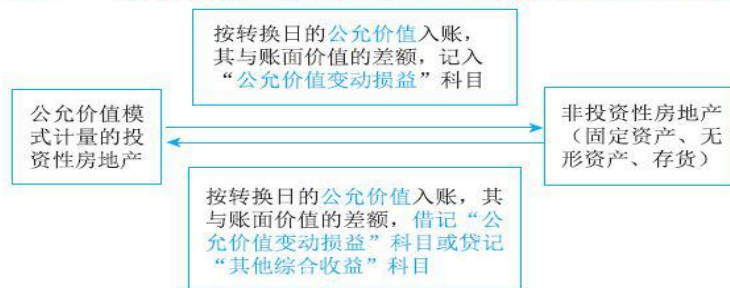 按转换日的公允价值入账，
其与账面价值的差额，记入
“公允价值变动损益”科目
公允价值模
式计量的投
资性房地产
非投资性房地产
（固定资产、无
形资产、存货）
按转换日的公允价值入账，其
与账面价值的差额，借记“公
允价值变动损益”科目或贷记
“其他综合收益”科目